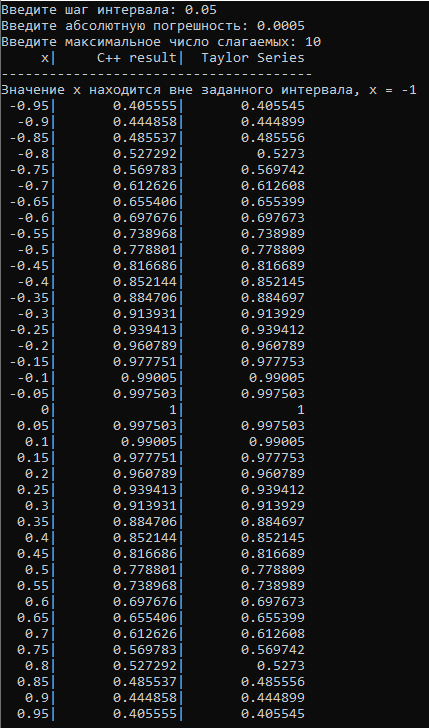 Введите шаг интервала: 0.05
Введите абсолютную погрешность: 0.0005
Введите максимальное число слагаемых: 10
x| C++ result| Taylor Series
---------------------------------------
Значение x находится вне заданного интервала, x = -1
-0.95| 0.405555| 0.405545
-0.9| 0.444858| 0.444899
-0.85| 0.485537| 0.485556
-0.8| 0.527292| 0.5273
-0.75| 0.569783| 0.569742
-0.7| 0.612626| 0.612608
-0.65| 0.655406| 0.655399
-0.6| 0.697676| 0.697673
-0.55| 0.738968| 0.738989
-0.5| 0.778801| 0.778809
-0.45| 0.816686| 0.816689
-0.4| 0.852144| 0.852145
-0.35| 0.884706| 0.884697
-0.3| 0.913931| 0.913929
-0.25| 0.939413| 0.939412
-0.2| 0.960789| 0.960789
-0.15| 0.977751| 0.977753
-0.1| 0.99005| 0.99005
-0.05| 0.997503| 0.997503
0| 1| 1
0.05| 0.997503| 0.997503
0.1| 0.99005| 0.99005
0.15| 0.977751| 0.977753
0.2| 0.960789| 0.960789
0.25| 0.939413| 0.939412
0.3| 0.913931| 0.913929
0.35| 0.884706| 0.884697
0.4| 0.852144| 0.852145
0.45| 0.816686| 0.816689
0.5| 0.778801| 0.778809
0.55| 0.738968| 0.738989
0.6| 0.697676| 0.697673
0.65| 0.655406| 0.655399
0.7| 0.612626| 0.612608
0.75| 0.569783| 0.569742
0.8| 0.527292| 0.5273
0.85| 0.485537| 0.485556
0.9| 0.444858| 0.444899
0.95| 0.405555| 0.405545